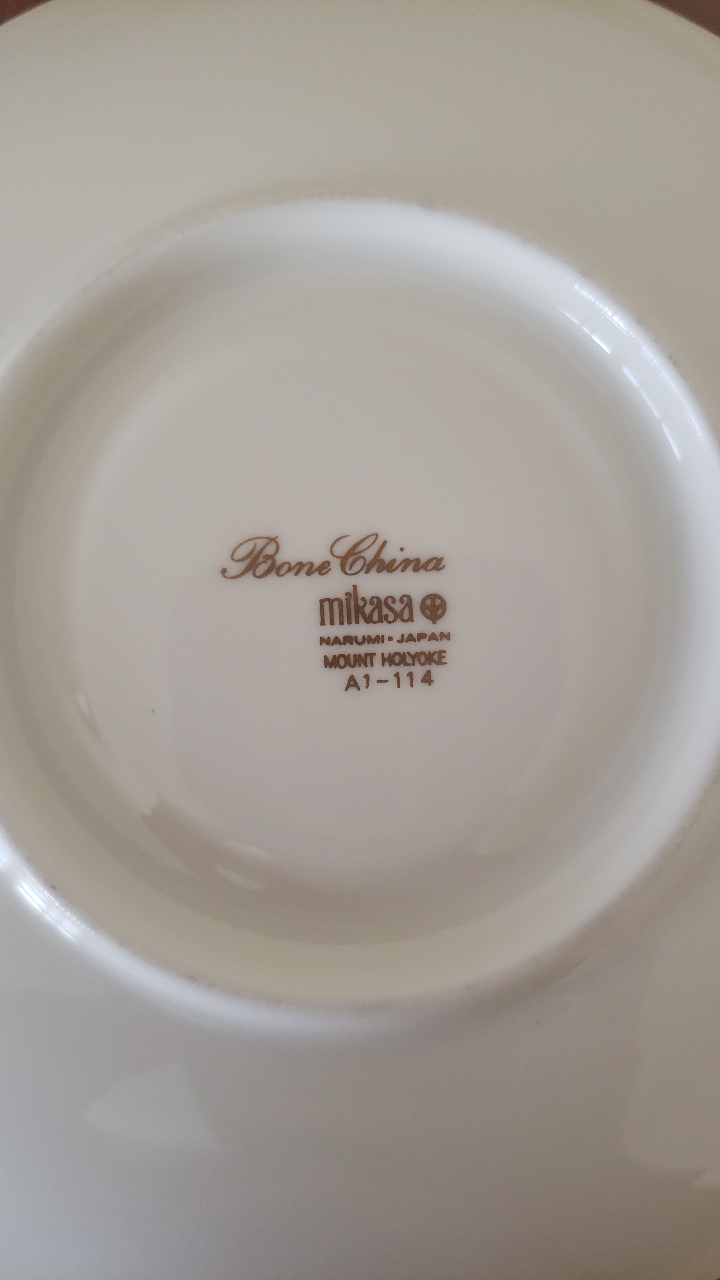 Bone China
mikasa
NARUMI • JAPAN
MOUNT HOLYOKE
A1-114